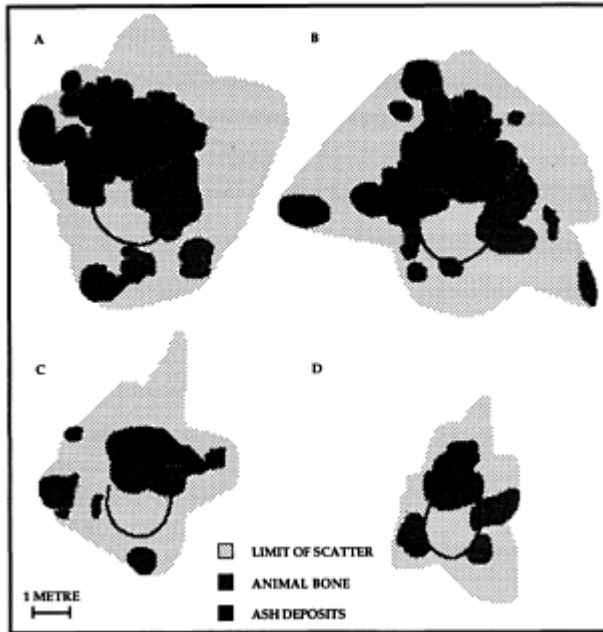 A
B
C
D
LIMIT OF SCATTER
ANIMAL BONE
1 METRE
ASH DEPOSITS